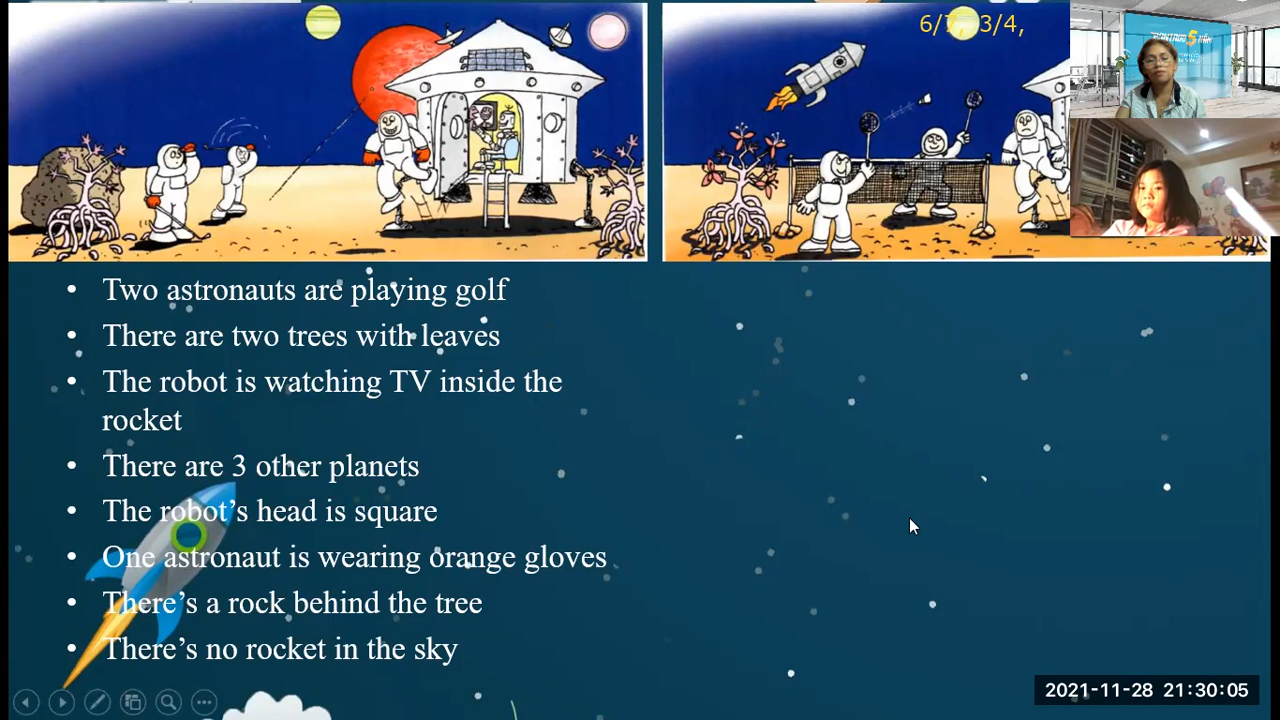 6/7, 3/4,
5
• Two astronauts are playing golf
• There are two trees with leaves
• The robot is watching TV inside the
rocket
• There are 3 other planets
• The robot’s head is square
• One astronaut is wearing orange gloves
• There’s a rock behind the tree
• There’s no rocket in the sky
2021-11-28 21:30:05